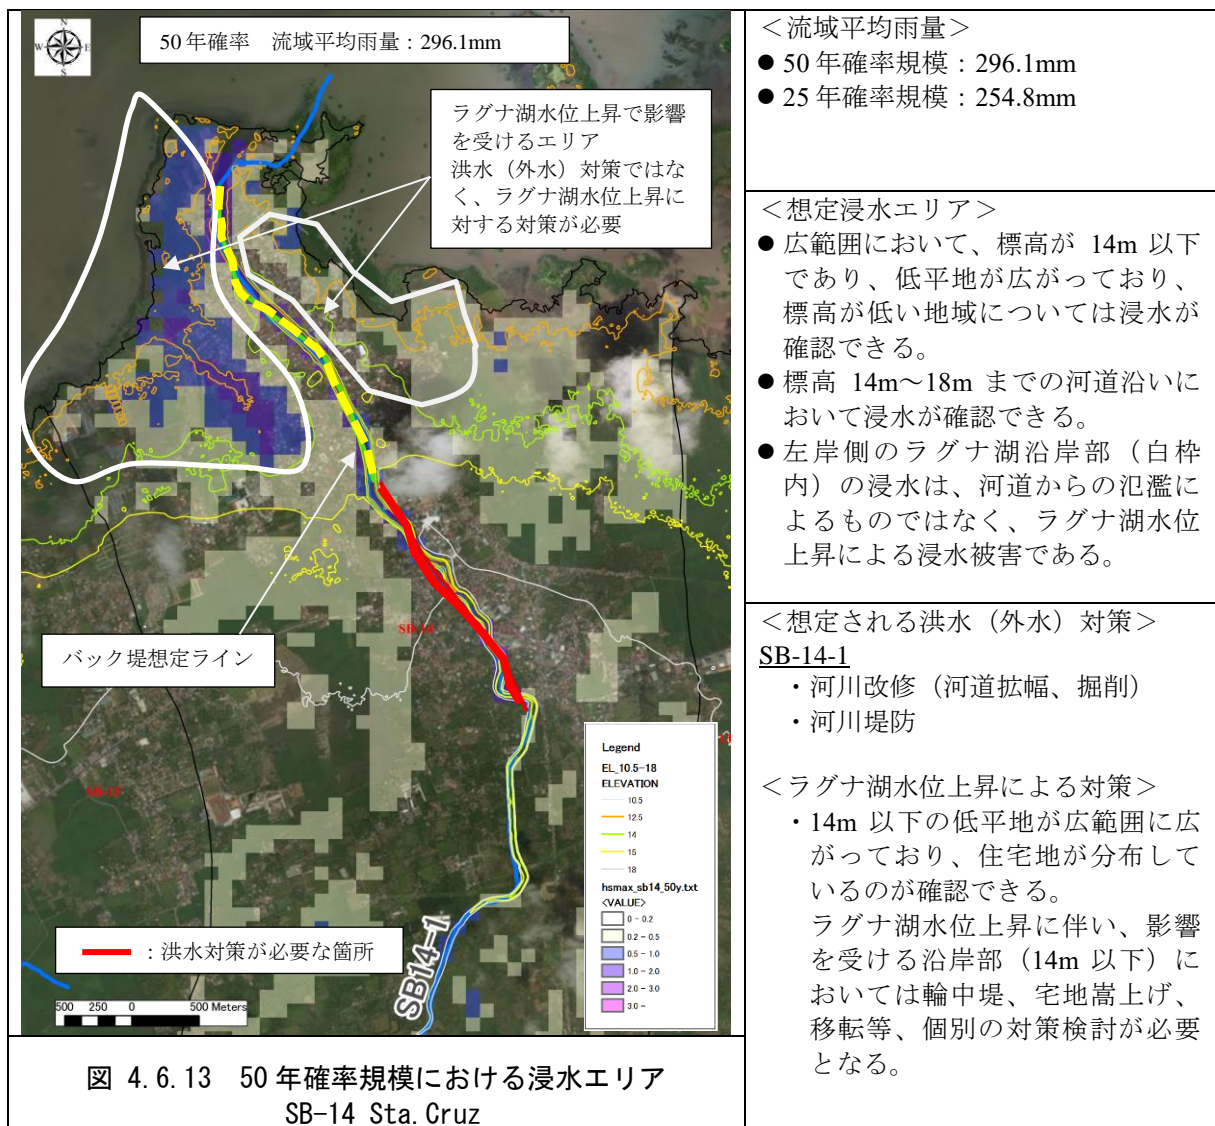 N
W E
S
50 年確率　流域平均雨量：296.1mm
ラグナ湖水位上昇で影響
を受けるエリア
洪水（外水）対策ではな
く、ラグナ湖水位上昇に
対する対策が必要
バック堤想定ライン
SB-14
SB-15
Legend
EL_10.5-18
ELEVATION
10.5
12.5
14
15
18
hsmax_sb14_50y.txt
<VALUE>
0 - 0.2
0.2 - 0.5
0.5 - 1.0
1.0 - 2.0
2.0 - 3.0
3.0 -
SB14-1
：洪水対策が必要な箇所
500 250 0 500 Meters
図 4.6.13　50 年確率規模における浸水エリア
SB-14 Sta.Cruz
＜流域平均雨量＞
● 50 年確率規模：296.1mm
● 25 年確率規模：254.8mm
＜想定浸水エリア＞
● 広範囲において、標高が 14m 以下
であり、低平地が広がっており、
標高が低い地域については浸水が
確認できる。
● 標高 14m～18m までの河道沿いに
おいて浸水が確認できる。
● 左岸側のラグナ湖沿岸部（白枠
内）の浸水は、河道からの氾濫に
よるものではなく、ラグナ湖水位
上昇による浸水被害である。
＜想定される洪水（外水）対策＞
SB-14-1
・河川改修（河道拡幅、掘削）
・河川堤防
＜ラグナ湖水位上昇による対策＞
・14m 以下の低平地が広範囲に広
がっており、住宅地が分布して
いるのが確認できる。
ラグナ湖水位上昇に伴い、影響
を受ける沿岸部（14m 以下）に
おいては輪中堤、宅地嵩上げ、
移転等、個別の対策検討が必要
となる。